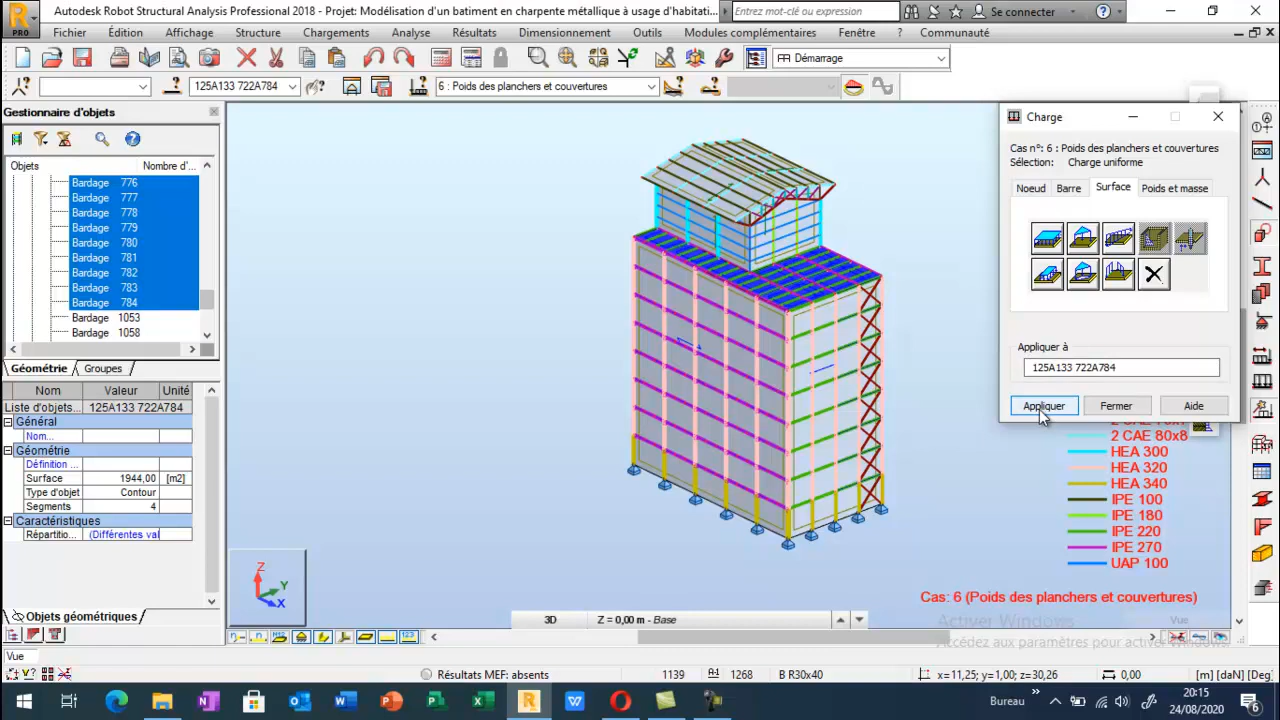 Autodesk Robot Structural Analysis Professional 2018 - Projet: Modélisation d'un batiment en charpente métallique à usage d'habitati...
Entrez mot-clé ou expression
Se connecter
PRO
Fichier Édition Affichage Structure Chargements Analyse Résultats Dimensionnement Outils Modules complémentaires Fenêtre Communauté
Démarrage
125A133 722A784
6 : Poids des planchers et couvertures
Gestionnaire d'objets
Objets Nombre d'...
Bardage 776
Bardage 777
Bardage 778
Bardage 779
Bardage 780
Bardage 781
Bardage 782
Bardage 783
Bardage 784
Bardage 1053
Bardage 1058
Géométrie Groupes
Nom Valeur Unité
Liste d'objets... 125A133 722A784
Général
Nom...
Géométrie
Définition ...
Surface 1944,00 [m2]
Type d'objet Contour
Segments 4
Caractéristiques
Répartitio... (Différentes val
Objets géométriques
Charge
Cas n°: 6 : Poids des planchers et couvertures
Sélection: Charge uniforme
Noeud Barre Surface Poids et masse
Appliquer à
125A133 722A784
Appliquer Fermer Aide
2 CAE 80x8
HEA 300
HEA 320
HEA 340
IPE 100
IPE 180
IPE 220
IPE 270
UAP 100
Cas: 6 (Poids des planchers et couvertures)
Z
Y
X
3D Z = 0,00 m - Base
Vue
Activer Windows
Accédez aux paramètres pour activer Windows.
Vue
Résultats MEF: absents 1139 1268 B R30x40 x=11,25; y=1,00; z=30,26 0,00 [m] [daN] [Deg]
Bureau
20:15
24/08/2020
6